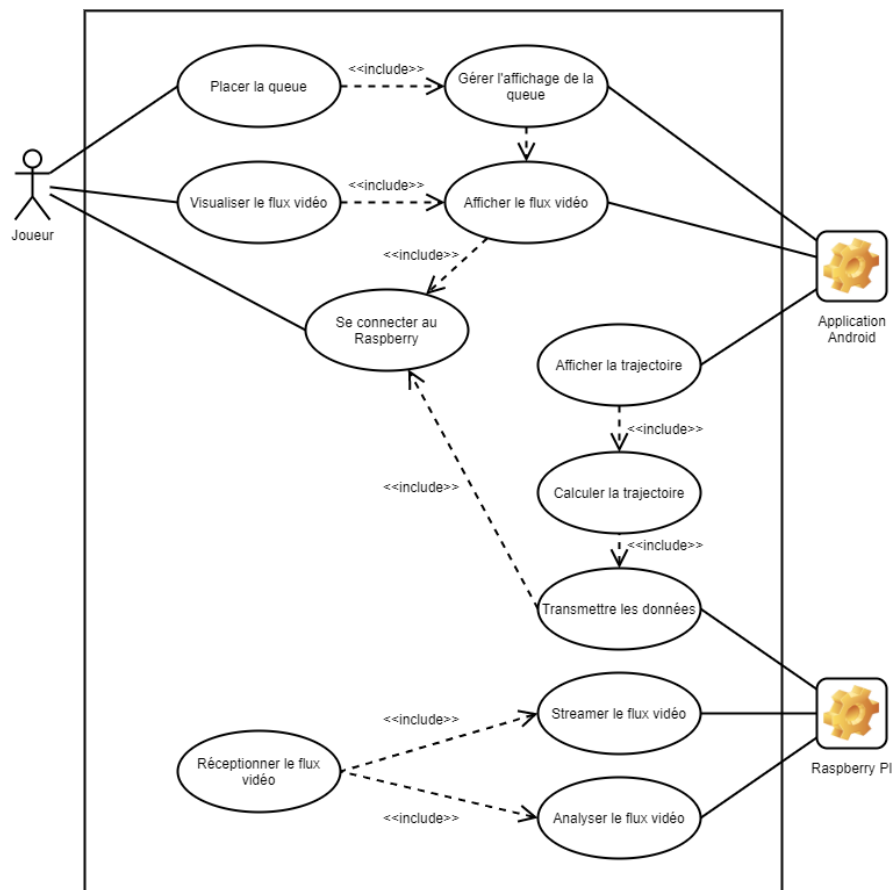 <<include>>
Placer la queue
Gérer l'affichage de la
queue
<<include>>
Visualiser le flux vidéo
Afficher le flux vidéo
Joueur
<<include>>
Se connecter au
Raspberry
Application
Android
Afficher la trajectoire
<<include>>
<<include>>
Calculer la trajectoire
<<include>>
Transmettre les données
<<include>>
Streamer le flux vidéo
Réceptionner le flux
vidéo
Raspberry PI
<<include>>
Analyser le flux vidéo